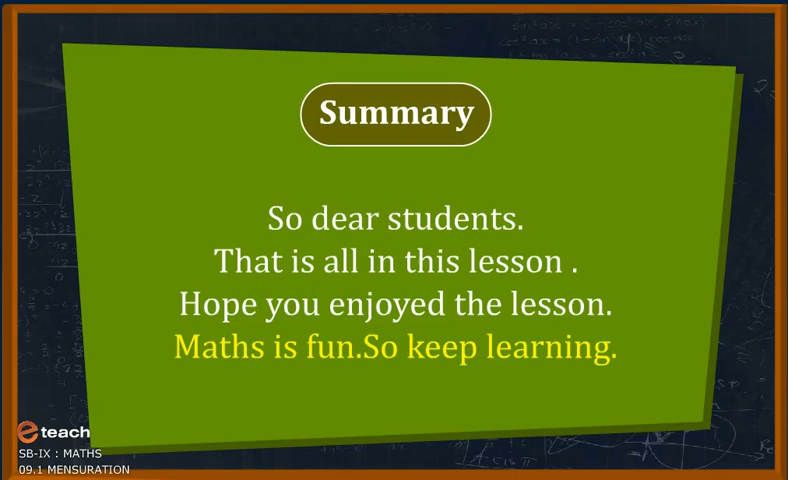 Summary
So dear students.
That is all in this lesson .
Hope you enjoyed the lesson.
Maths is fun.So keep learning.
eteach
SB-IX : MATHS
09.1 MENSURATION